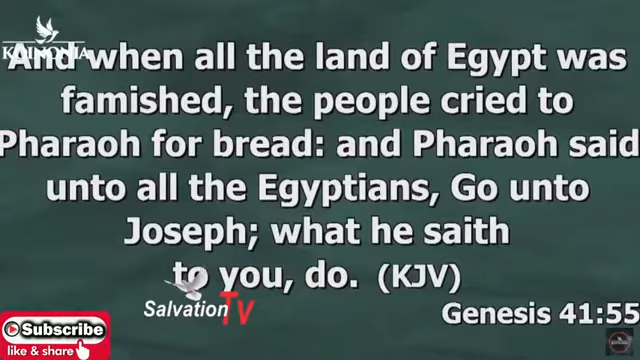 KOINONIA
And when all the land of Egypt was
famished, the people cried to
Pharaoh for bread: and Pharaoh said
unto all the Egyptians, Go unto
Joseph; what he saith
to you, do. (KJV)
Salvation TV
Genesis 41:55
Subscribe
like & share